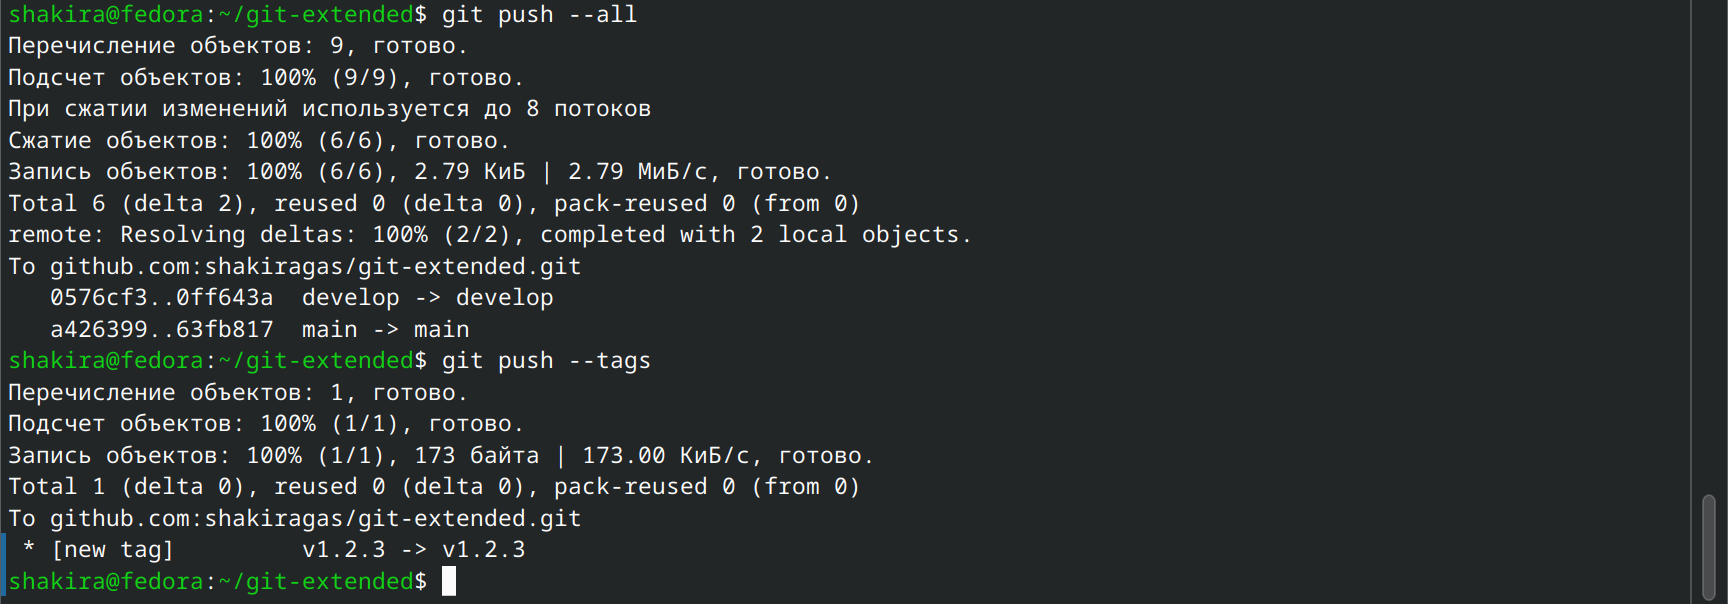 shakira@fedora:~/git-extended$ git push --all
Перечисление объектов: 9, готово.
Подсчет объектов: 100% (9/9), готово.
При сжатии изменений используется до 8 потоков
Сжатие объектов: 100% (6/6), готово.
Запись объектов: 100% (6/6), 2.79 КиБ | 2.79 МиБ/с, готово.
Total 6 (delta 2), reused 0 (delta 0), pack-reused 0 (from 0)
remote: Resolving deltas: 100% (2/2), completed with 2 local objects.
To github.com:shakiragas/git-extended.git
   0576cf3..0ff643a  develop -> develop
   a426399..63fb817  main -> main
shakira@fedora:~/git-extended$ git push --tags
Перечисление объектов: 1, готово.
Подсчет объектов: 100% (1/1), готово.
Запись объектов: 100% (1/1), 173 байта | 173.00 КиБ/с, готово.
Total 1 (delta 0), reused 0 (delta 0), pack-reused 0 (from 0)
To github.com:shakiragas/git-extended.git
 * [new tag]         v1.2.3 -> v1.2.3
shakira@fedora:~/git-extended$